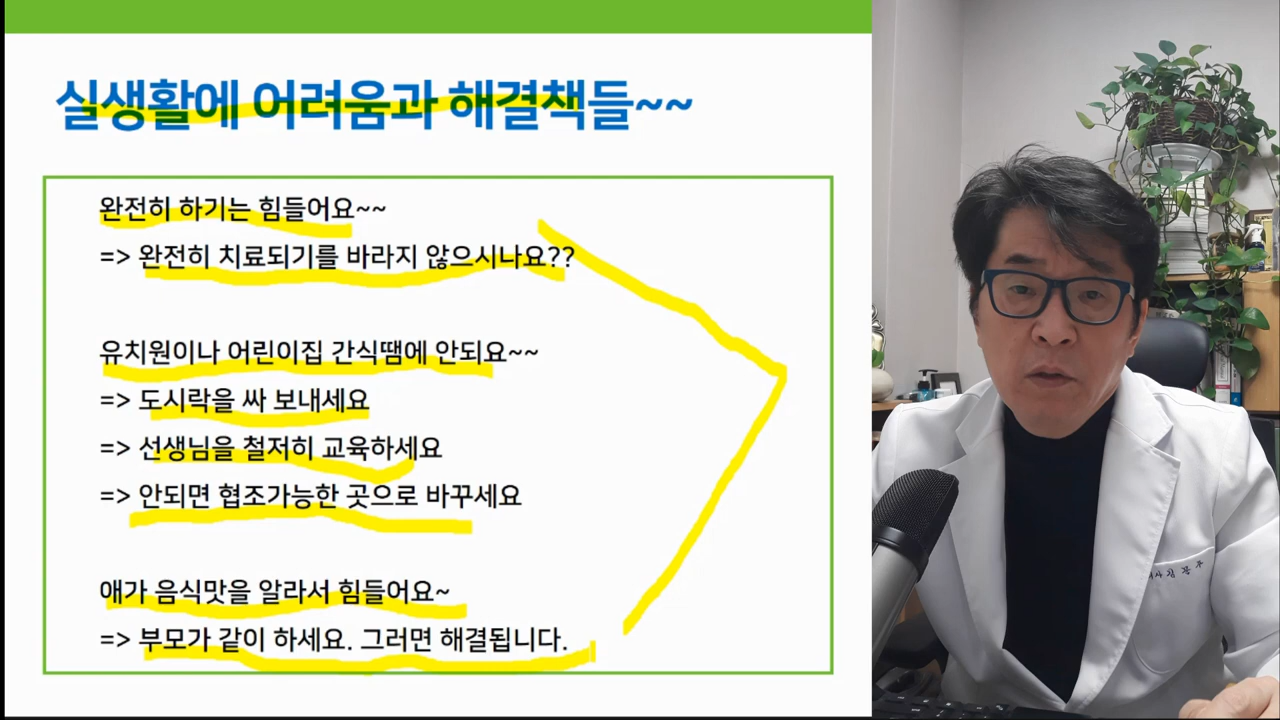 실생활에 어려움과 해결책들~~
완전히 하기는 힘들어요~~
=> 완전히 치료되기를 바라지 않으시나요??
유치원이나 어린이집 간식땜에 안되요~~
=> 도시락을 싸 보내세요
=> 선생님을 철저히 교육하세요
=> 안되면 협조가능한 곳으로 바꾸세요
애가 음식맛을 알라서 힘들어요~
=> 부모가 같이 하세요. 그러면 해결됩니다.